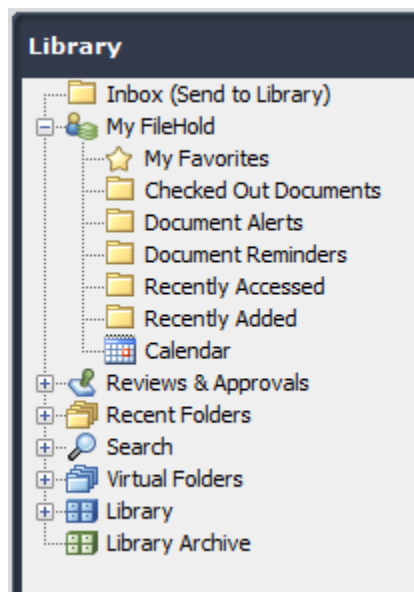 Library
Inbox (Send to Library)
My FileHold
My Favorites
Checked Out Documents
Document Alerts
Document Reminders
Recently Accessed
Recently Added
Calendar
Reviews & Approvals
Recent Folders
Search
Virtual Folders
Library
Library Archive